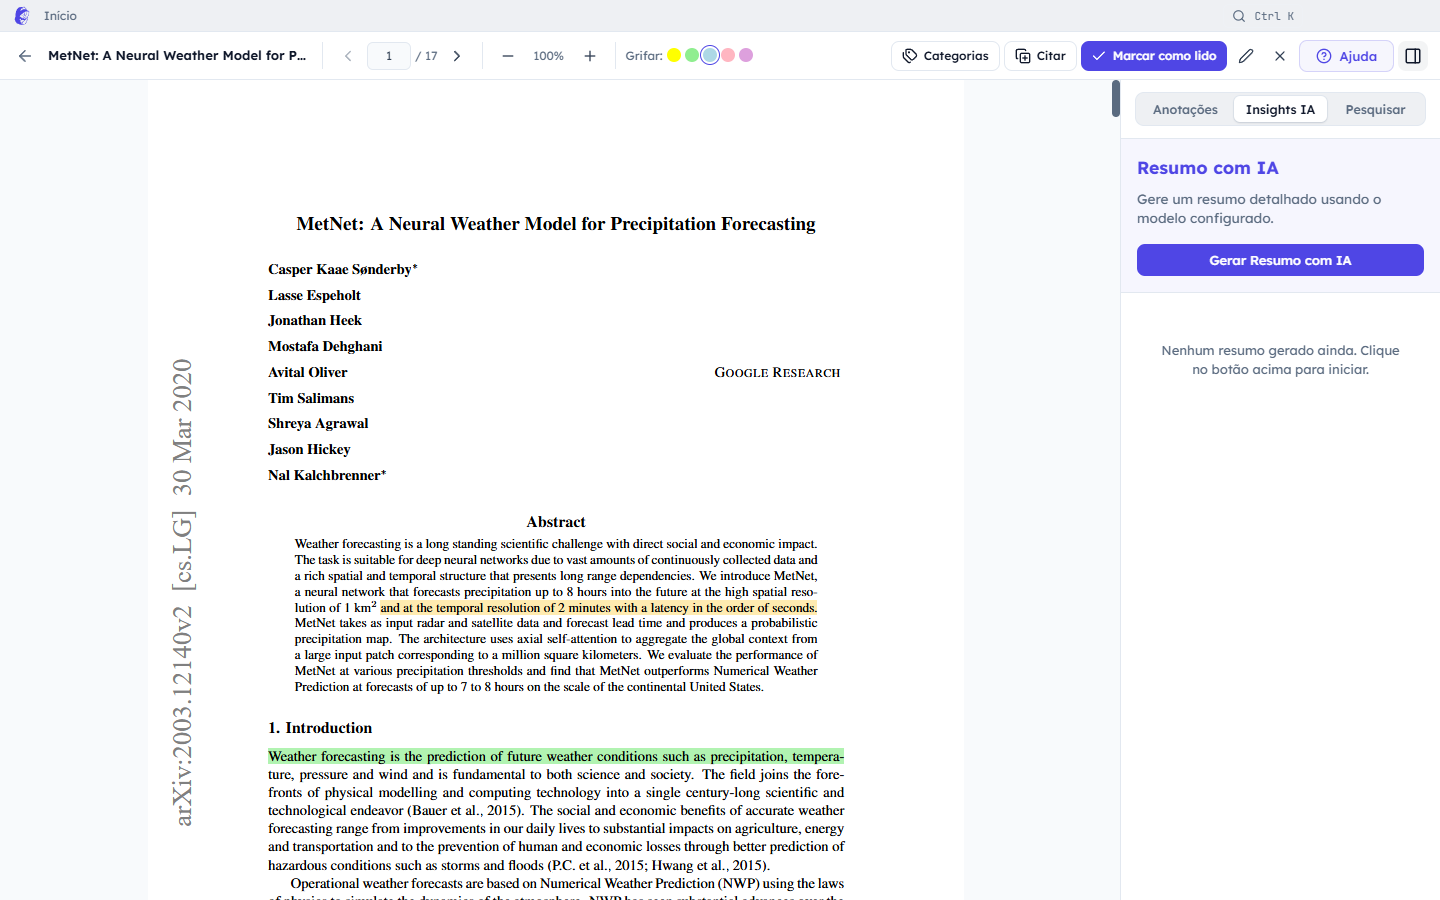 Início
Ctrl K
MetNet: A Neural Weather Model for P...
1 / 17
100%
Grifar:
Categorias
Citar
Marcar como lido
Ajuda
Anotações
Insights IA
Pesquisar
Resumo com IA
Gere um resumo detalhado usando o
modelo configurado.
Gerar Resumo com IA
Nenhum resumo gerado ainda. Clique
no botão acima para iniciar.
arXiv:2003.12140v2 [cs.LG] 30 Mar 2020
MetNet: A Neural Weather Model for Precipitation Forecasting
Casper Kaae Sønderby*
Lasse Espeholt
Jonathan Heek
Mostafa Dehghani
Avital Oliver
GOOGLE RESEARCH
Tim Salimans
Shreya Agrawal
Jason Hickey
Nal Kalchbrenner*
Abstract
Weather forecasting is a long standing scientific challenge with direct social and economic impact.
The task is suitable for deep neural networks due to vast amounts of continuously collected data and
a rich spatial and temporal structure that presents long range dependencies. We introduce MetNet,
a neural network that forecasts precipitation up to 8 hours into the future at the high spatial reso-
lution of 1 km² and at the temporal resolution of 2 minutes with a latency in the order of seconds.
MetNet takes as input radar and satellite data and forecast lead time and produces a probabilistic
precipitation map. The architecture uses axial self-attention to aggregate the global context from
a large input patch corresponding to a million square kilometers. We evaluate the performance of
MetNet at various precipitation thresholds and find that MetNet outperforms Numerical Weather
Prediction at forecasts of up to 7 to 8 hours on the scale of the continental United States.
1. Introduction
Weather forecasting is the prediction of future weather conditions such as precipitation, tempera-
ture, pressure and wind and is fundamental to both science and society. The field joins the fore-
fronts of physical modelling and computing technology into a single century-long scientific and
technological endeavor (Bauer et al., 2015). The social and economic benefits of accurate weather
forecasting range from improvements in our daily lives to substantial impacts on agriculture, energy
and transportation and to the prevention of human and economic losses through better prediction of
hazardous conditions such as storms and floods (P.C. et al., 2015; Hwang et al., 2015).
Operational weather forecasts are based on Numerical Weather Prediction (NWP) using the laws